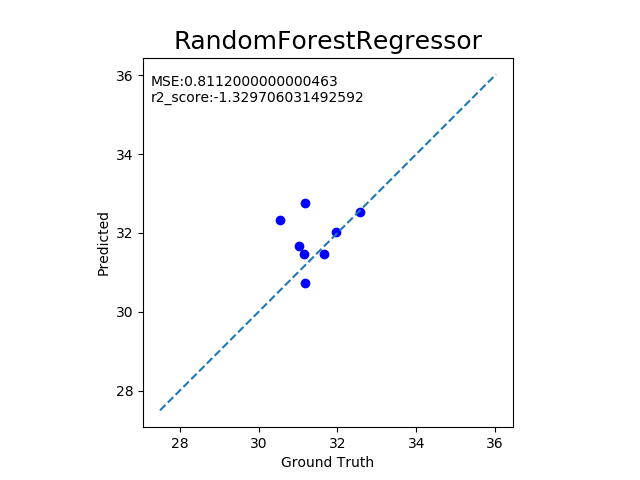 RandomForestRegressor
MSE:0.8112000000000463
r2_score:-1.329706031492592
36
34
32
30
28
Predicted
28 30 32 34 36
Ground Truth